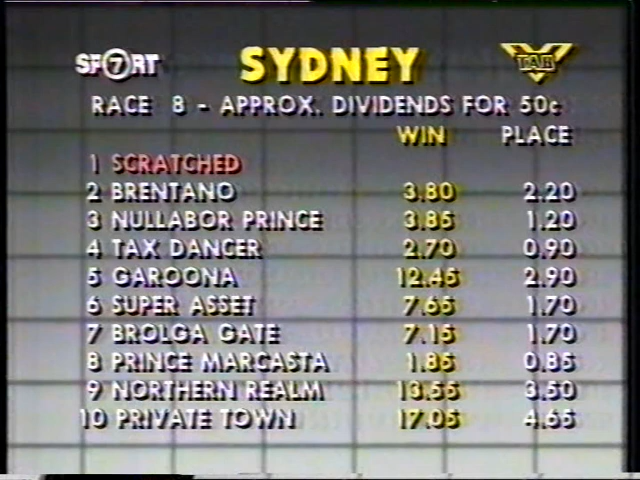 SP7RT SYDNEY TAB
RACE 8 - APPROX. DIVIDENDS FOR 50c
WIN PLACE
1 SCRATCHED
2 BRENTANO 3.80 2.20
3 NULLABOR PRINCE 3.85 1.20
4 TAX DANCER 2.70 0.90
5 GAROONA 12.45 2.90
6 SUPER ASSET 7.65 1.70
7 BROLGA GATE 7.15 1.70
8 PRINCE MARCASTA 1.85 0.85
9 NORTHERN REALM 13.55 3.50
10 PRIVATE TOWN 17.05 4.65